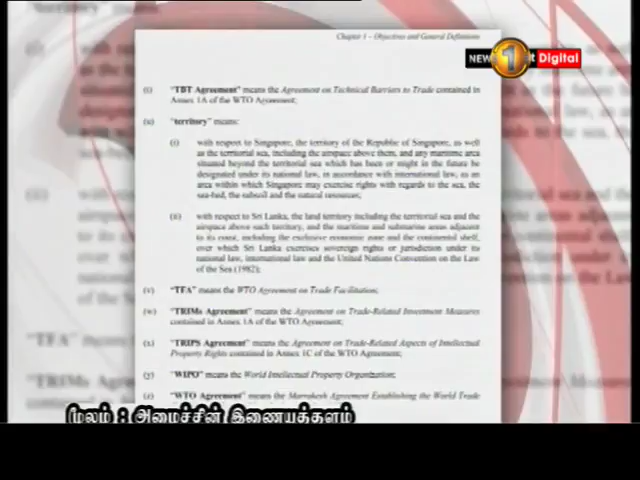 Chapter 1 – Objectives and General Definitions
NEWS 1st Digital
(t) "TBT Agreement" means the Agreement on Technical Barriers to Trade contained in
Annex 1A of the WTO Agreement;
(u) "territory" means:
(i) with respect to Singapore, the territory of the Republic of Singapore, as well
as the territorial sea, including the airspace above them, and any maritime area
situated beyond the territorial sea which has been or might in the future be
designated under its national law, in accordance with international law, as
an area within which Singapore may exercise rights with regards to the sea, the
sea-bed, the subsoil and the natural resources;
(ii) with respect to Sri Lanka, the land territory including the territorial sea and the
airspace above such territory, and the maritime and submarine areas adjacent
to its coast, including the exclusive economic zone and the continental shelf,
over which Sri Lanka exercises sovereign rights or jurisdiction under its
national law, international law and the United Nations Convention on the Law
of the Sea (1982);
(v) "TFA" means the WTO Agreement on Trade Facilitation;
(w) "TRIMs Agreement" means the Agreement on Trade-Related Investment Measures
contained in Annex 1A of the WTO Agreement;
(x) "TRIPS Agreement" means the Agreement on Trade-Related Aspects of Intellectual
Property Rights contained in Annex 1C of the WTO Agreement;
(y) "WIPO" means the World Intellectual Property Organization;
(z) "WTO Agreement" means the Marrakesh Agreement Establishing the World Trade
மூலம் : அமைச்சின் இணையத்தளம்